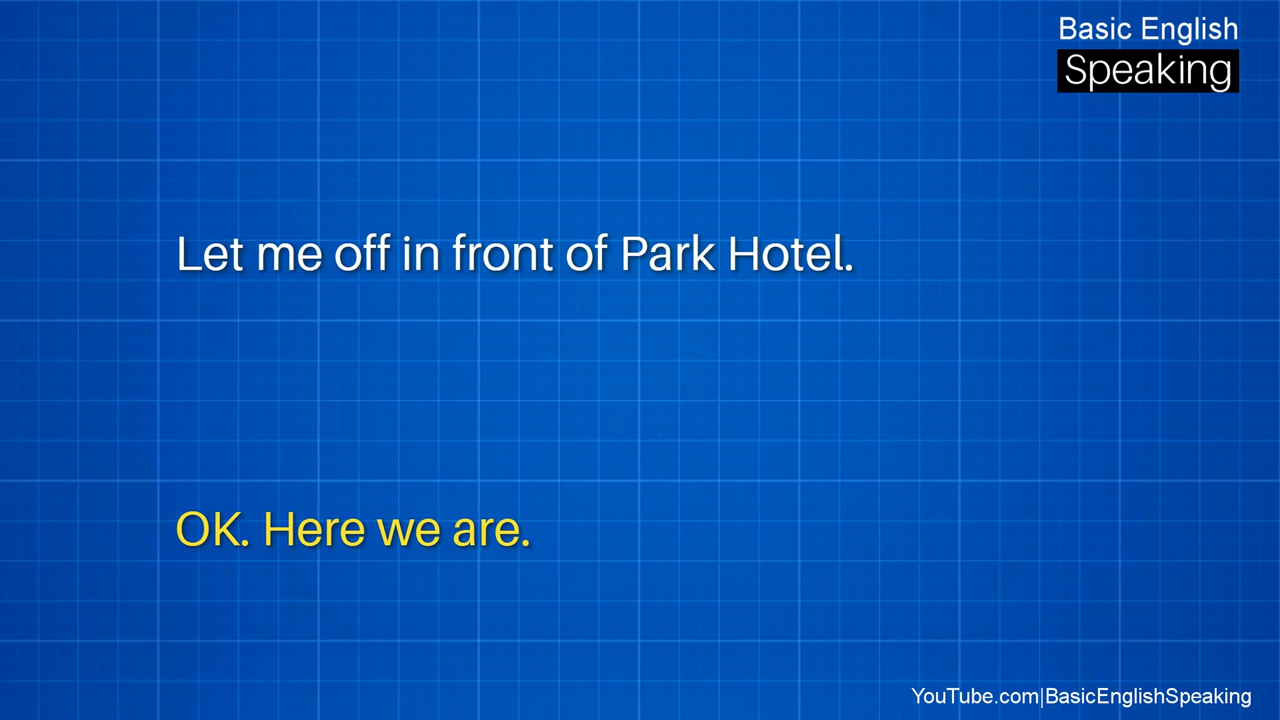 Basic English
Speaking
Let me off in front of Park Hotel.
OK. Here we are.
YouTube.com|BasicEnglishSpeaking